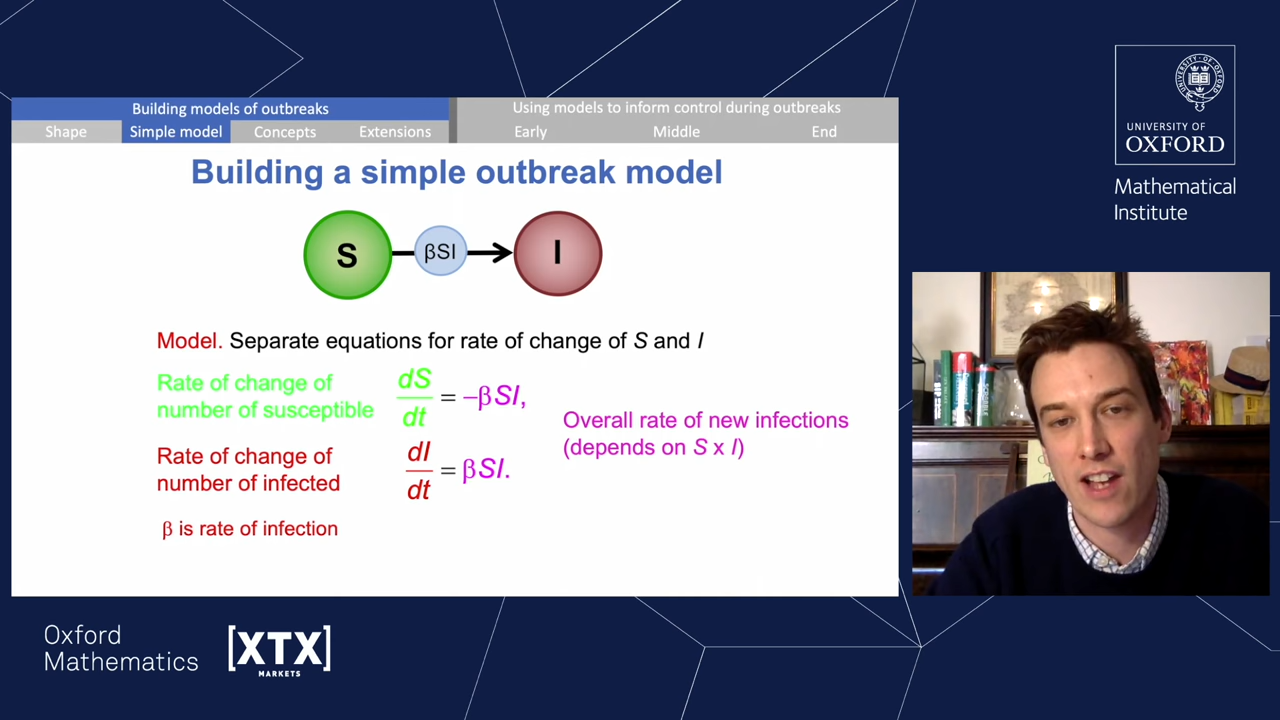 Building models of outbreaks
Using models to inform control during outbreaks
Shape
Simple model
Concepts
Extensions
Early
Middle
End
Building a simple outbreak model
S
βSI
I
Model. Separate equations for rate of change of S and I
Rate of change of
number of susceptible
dS/dt = –βSI,
Overall rate of new infections
(depends on S x I)
Rate of change of
number of infected
dI/dt = βSI.
β is rate of infection
UNIVERSITY OF
OXFORD
Mathematical
Institute
Oxford
Mathematics
[XTX]
MARKETS
SCRABBLE